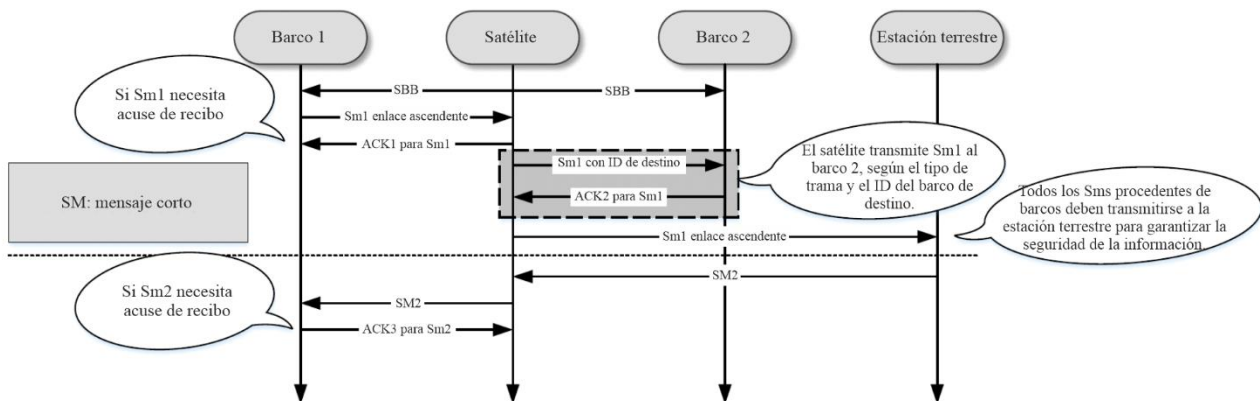 Barco 1
Satélite
Barco 2
Estación terrestre
Si Sm1 necesita
acuse de recibo
SBB
SBB
Sm1 enlace ascendente
ACK1 para Sm1
Sm1 con ID de destino
ACK2 para Sm1
El satélite transmite Sm1 al
barco 2, según el tipo de
trama y el ID del barco de
destino.
SM: mensaje corto
Todos los Sms procedentes de
barcos deben transmitirse a la
estación terrestre para garantizar la
seguridad de la información.
Sm1 enlace ascendente
Si Sm2 necesita
acuse de recibo
SM2
SM2
ACK3 para Sm2